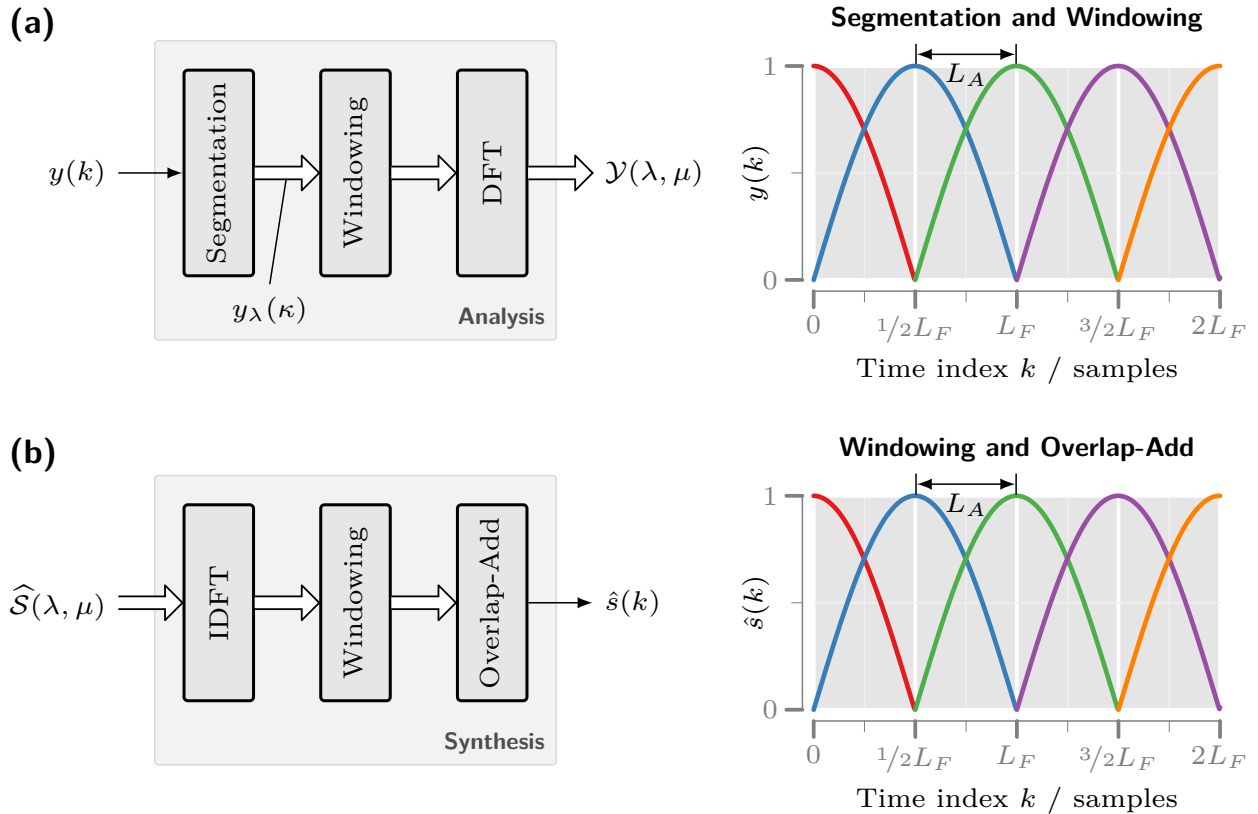 (a)
y(k)
Segmentation
Windowing
DFT
𝒴(λ, μ)
y_λ(κ)
Analysis
Segmentation and Windowing
L_A
y(k)
1
0
0
1/2L_F
L_F
3/2L_F
2L_F
Time index k / samples
(b)
𝒮̂(λ, μ)
IDFT
Windowing
Overlap-Add
ŝ(k)
Synthesis
Windowing and Overlap-Add
L_A
ŝ(k)
1
0
0
1/2L_F
L_F
3/2L_F
2L_F
Time index k / samples